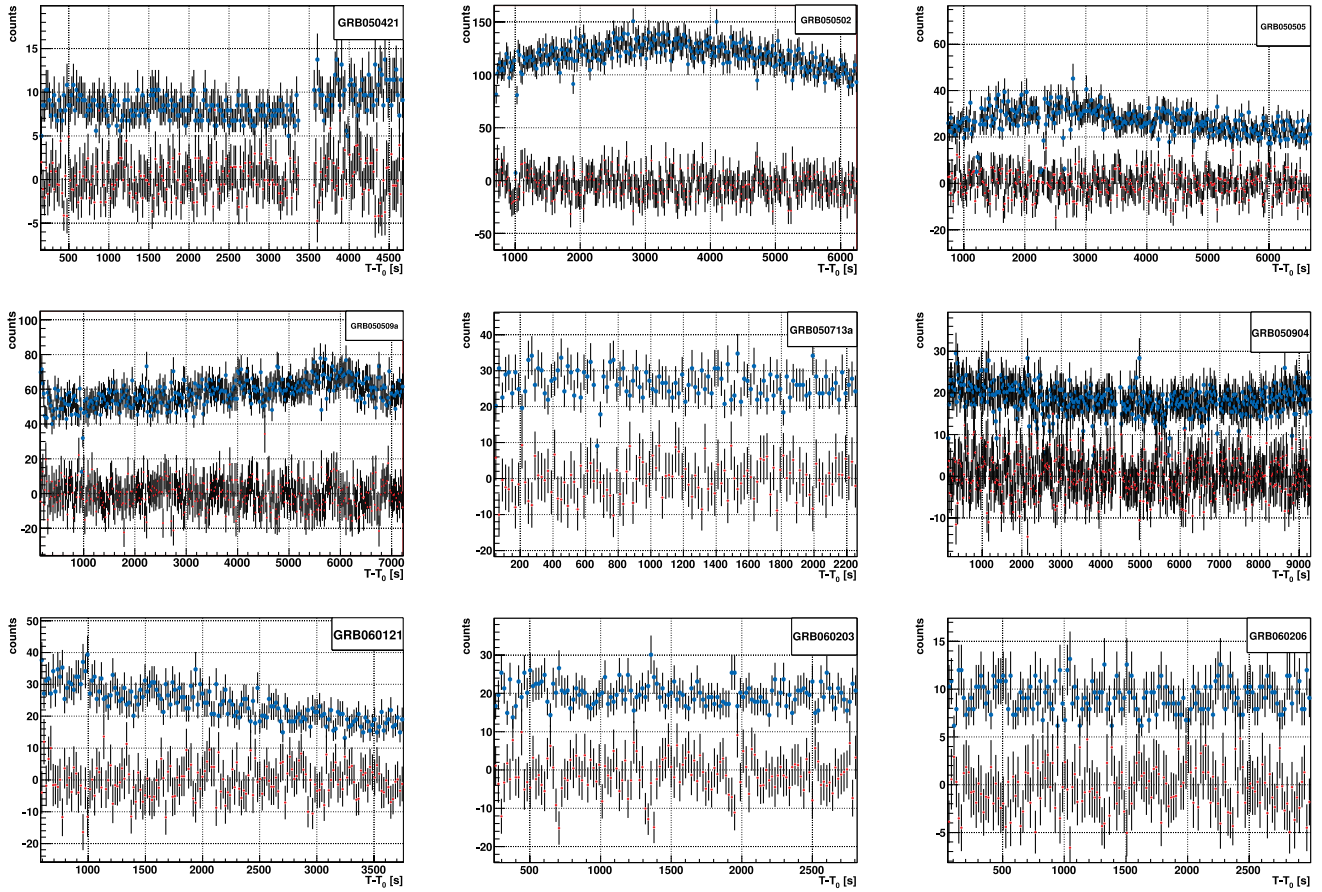 counts
GRB050421
15
10
5
0
-5
500 1000 1500 2000 2500 3000 3500 4000 4500
T-T0 [s]
counts
GRB050502
150
100
50
0
-50
1000 2000 3000 4000 5000 6000
T-T0 [s]
counts
GRB050505
60
40
20
0
-20
1000 2000 3000 4000 5000 6000
T-T0 [s]
counts
GRB050509a
100
80
60
40
20
0
-20
1000 2000 3000 4000 5000 6000 7000
T-T0 [s]
counts
GRB050713a
40
30
20
10
0
-10
-20
200 400 600 800 1000 1200 1400 1600 1800 2000 2200
T-T0 [s]
counts
GRB050904
30
20
10
0
-10
1000 2000 3000 4000 5000 6000 7000 8000 9000
T-T0 [s]
counts
GRB060121
50
40
30
20
10
0
-10
-20
1000 1500 2000 2500 3000 3500
T-T0 [s]
counts
GRB060203
30
20
10
0
-10
-20
500 1000 1500 2000 2500
T-T0 [s]
counts
GRB060206
15
10
5
0
-5
500 1000 1500 2000 2500
T-T0 [s]